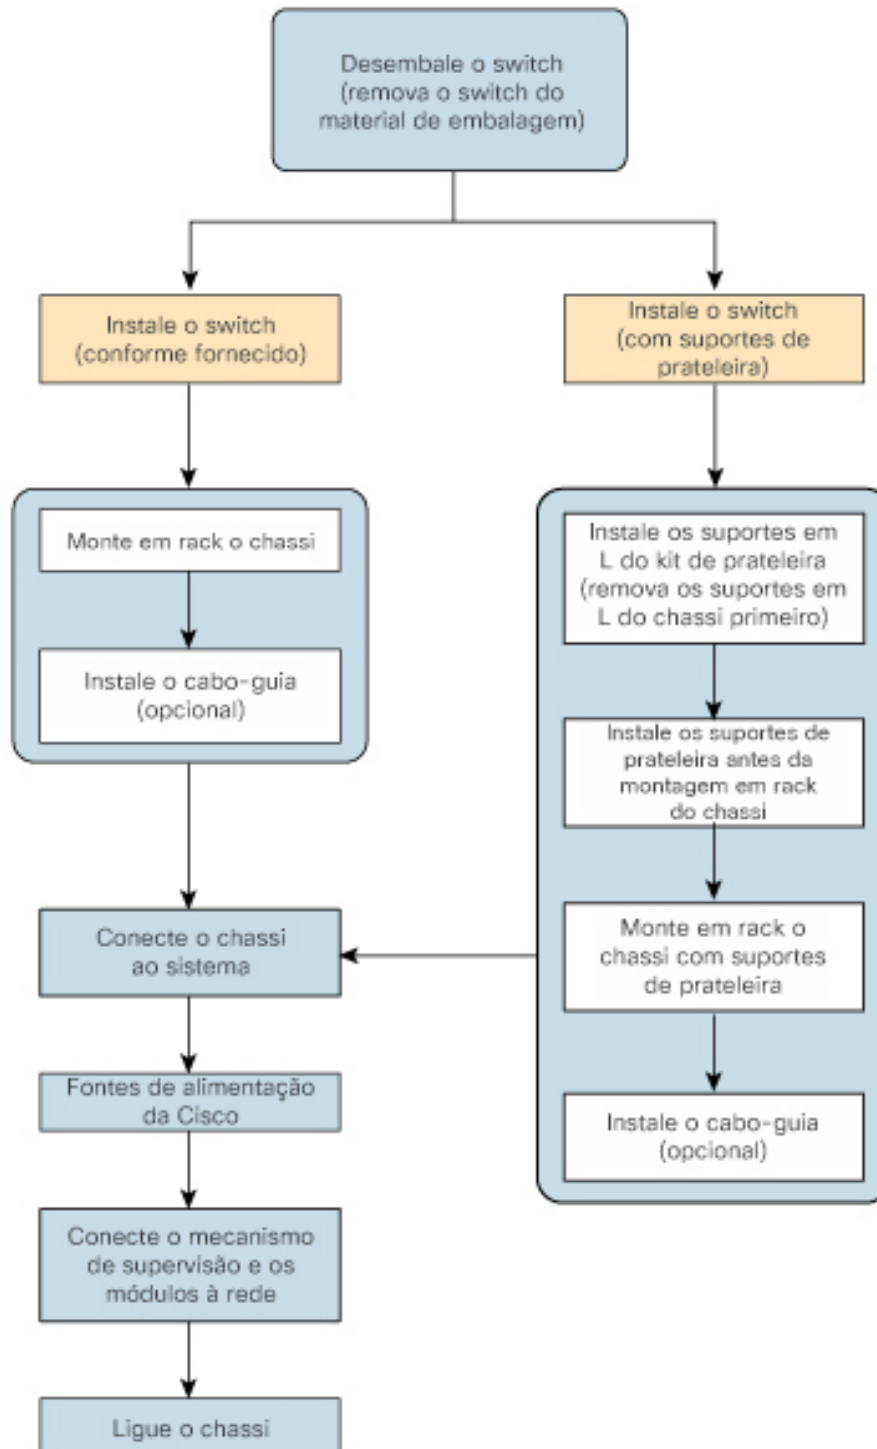 Desembale o switch
(remova o switch do
material de embalagem)
Instale o switch
(conforme fornecido)
Instale o switch
(com suportes de
prateleira)
Monte em rack o chassi
Instale o cabo-guia
(opcional)
Instale os suportes em
L do kit de prateleira
(remova os suportes em
L do chassi primeiro)
Instale os suportes de
prateleira antes da
montagem em rack
do chassi
Monte em rack o
chassi com suportes
de prateleira
Instale o cabo-guia
(opcional)
Conecte o chassi
ao sistema
Fontes de alimentação
da Cisco
Conecte o mecanismo
de supervisão e os
módulos à rede
Ligue o chassi